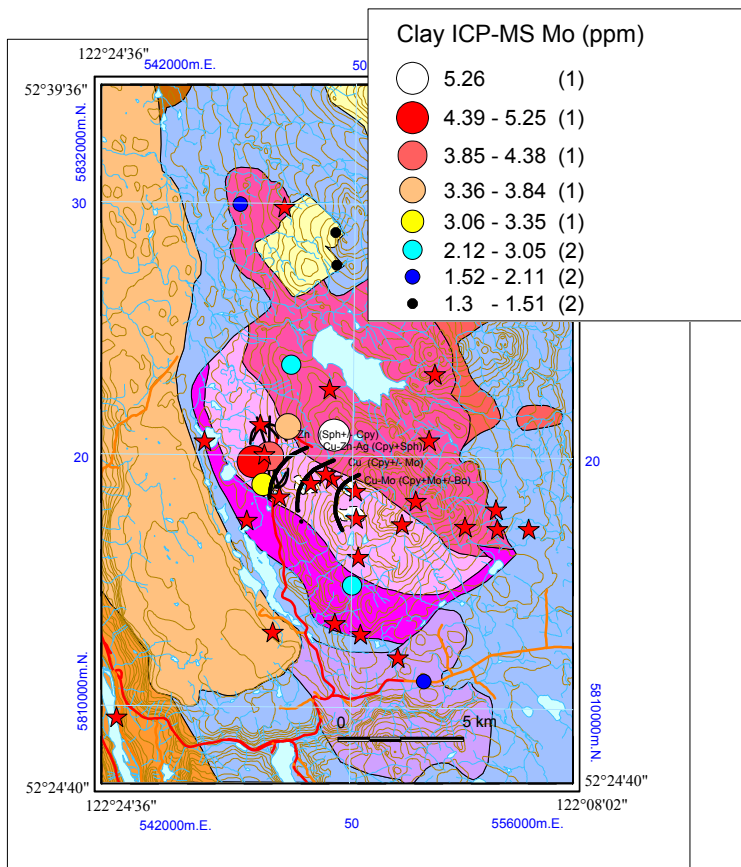 Clay ICP-MS Mo (ppm)
5.26 (1)
4.39 - 5.25 (1)
3.85 - 4.38 (1)
3.36 - 3.84 (1)
3.06 - 3.35 (1)
2.12 - 3.05 (2)
1.52 - 2.11 (2)
1.3 - 1.51 (2)
122°24'36"
542000m.E.
50
52°39'36"
5832000m.N.
30
Zn (Sph+/- Cpy)
Cu-Zn-Ag (Cpy+Sph)
Cu (Cpy+/- Mo)
Cu-Mo (Cpy+Mo+/-Bo)
20
20
5810000m.N.
5810000m.N.
0 5 km
52°24'40"
52°24'40"
122°24'36"
122°08'02"
542000m.E.
50
556000m.E.